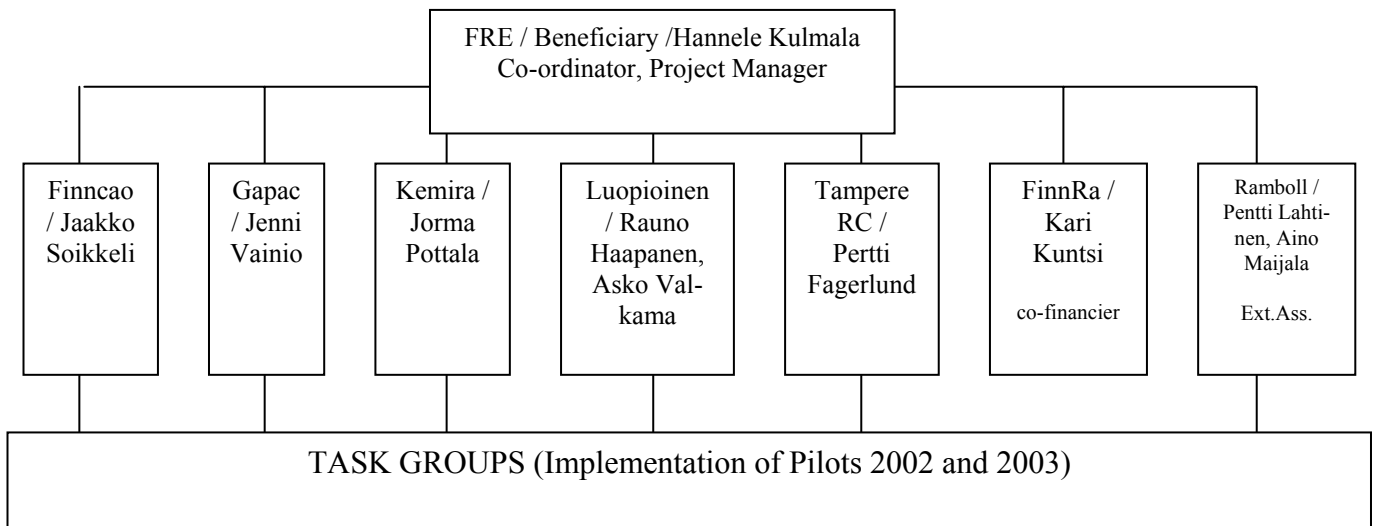 FRE / Beneficiary /Hannele Kulmala
Co-ordinator, Project Manager
Finncao
/ Jaakko
Soikkeli
Gapac
/ Jenni
Vainio
Kemira /
Jorma
Pottala
Luopioinen
/ Rauno
Haapanen,
Asko Val-
kama
Tampere
RC /
Pertti
Fagerlund
FinnRa /
Kari
Kuntsi
co-financier
Ramboll /
Pentti Lahti-
nen, Aino
Maijala
Ext.Ass.
TASK GROUPS (Implementation of Pilots 2002 and 2003)